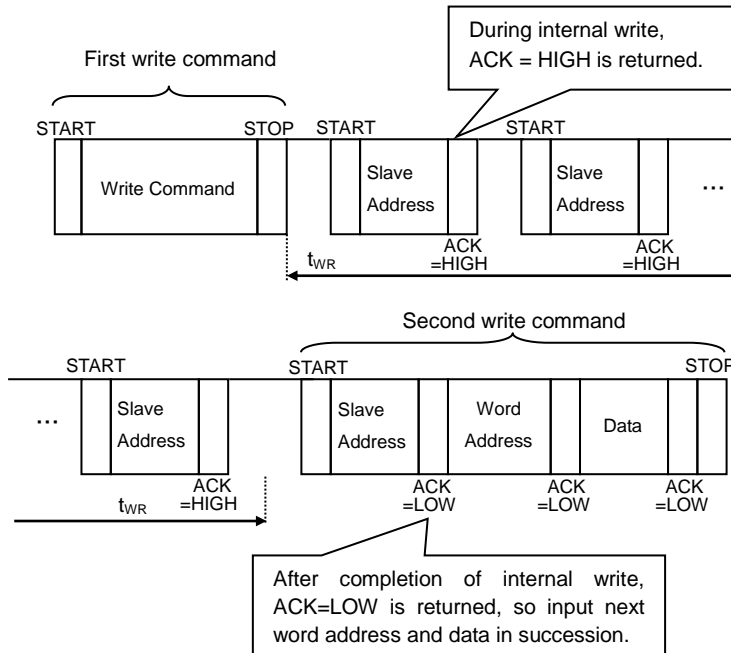 During internal write,
ACK = HIGH is returned.
First write command
START STOP START START
Write Command Slave Address Slave Address ...
ACK =HIGH ACK =HIGH
tWR
Second write command
START START STOP
... Slave Address Slave Address Word Address Data
ACK =HIGH ACK =LOW ACK =LOW ACK =LOW
tWR
After completion of internal write,
ACK=LOW is returned, so input next
word address and data in succession.